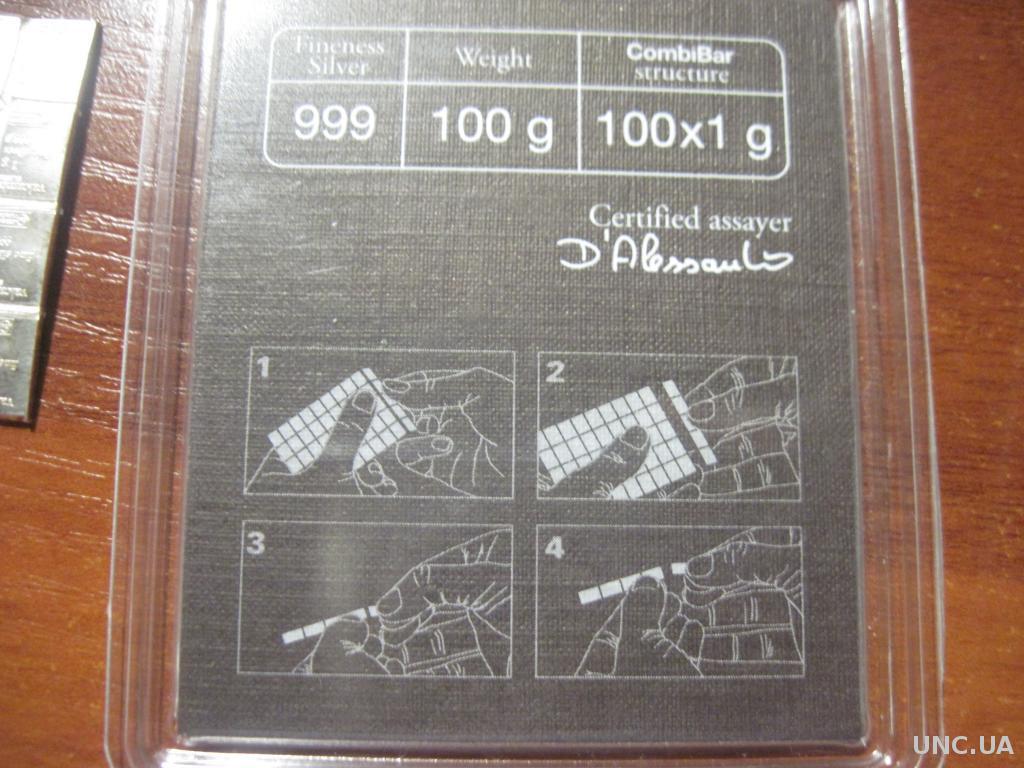 Fineness
Silver
Weight
CombiBar
structure
999
100 g
100x1 g
Certified assayer
D'Alessandro
1
2
3
4
UNC.UA